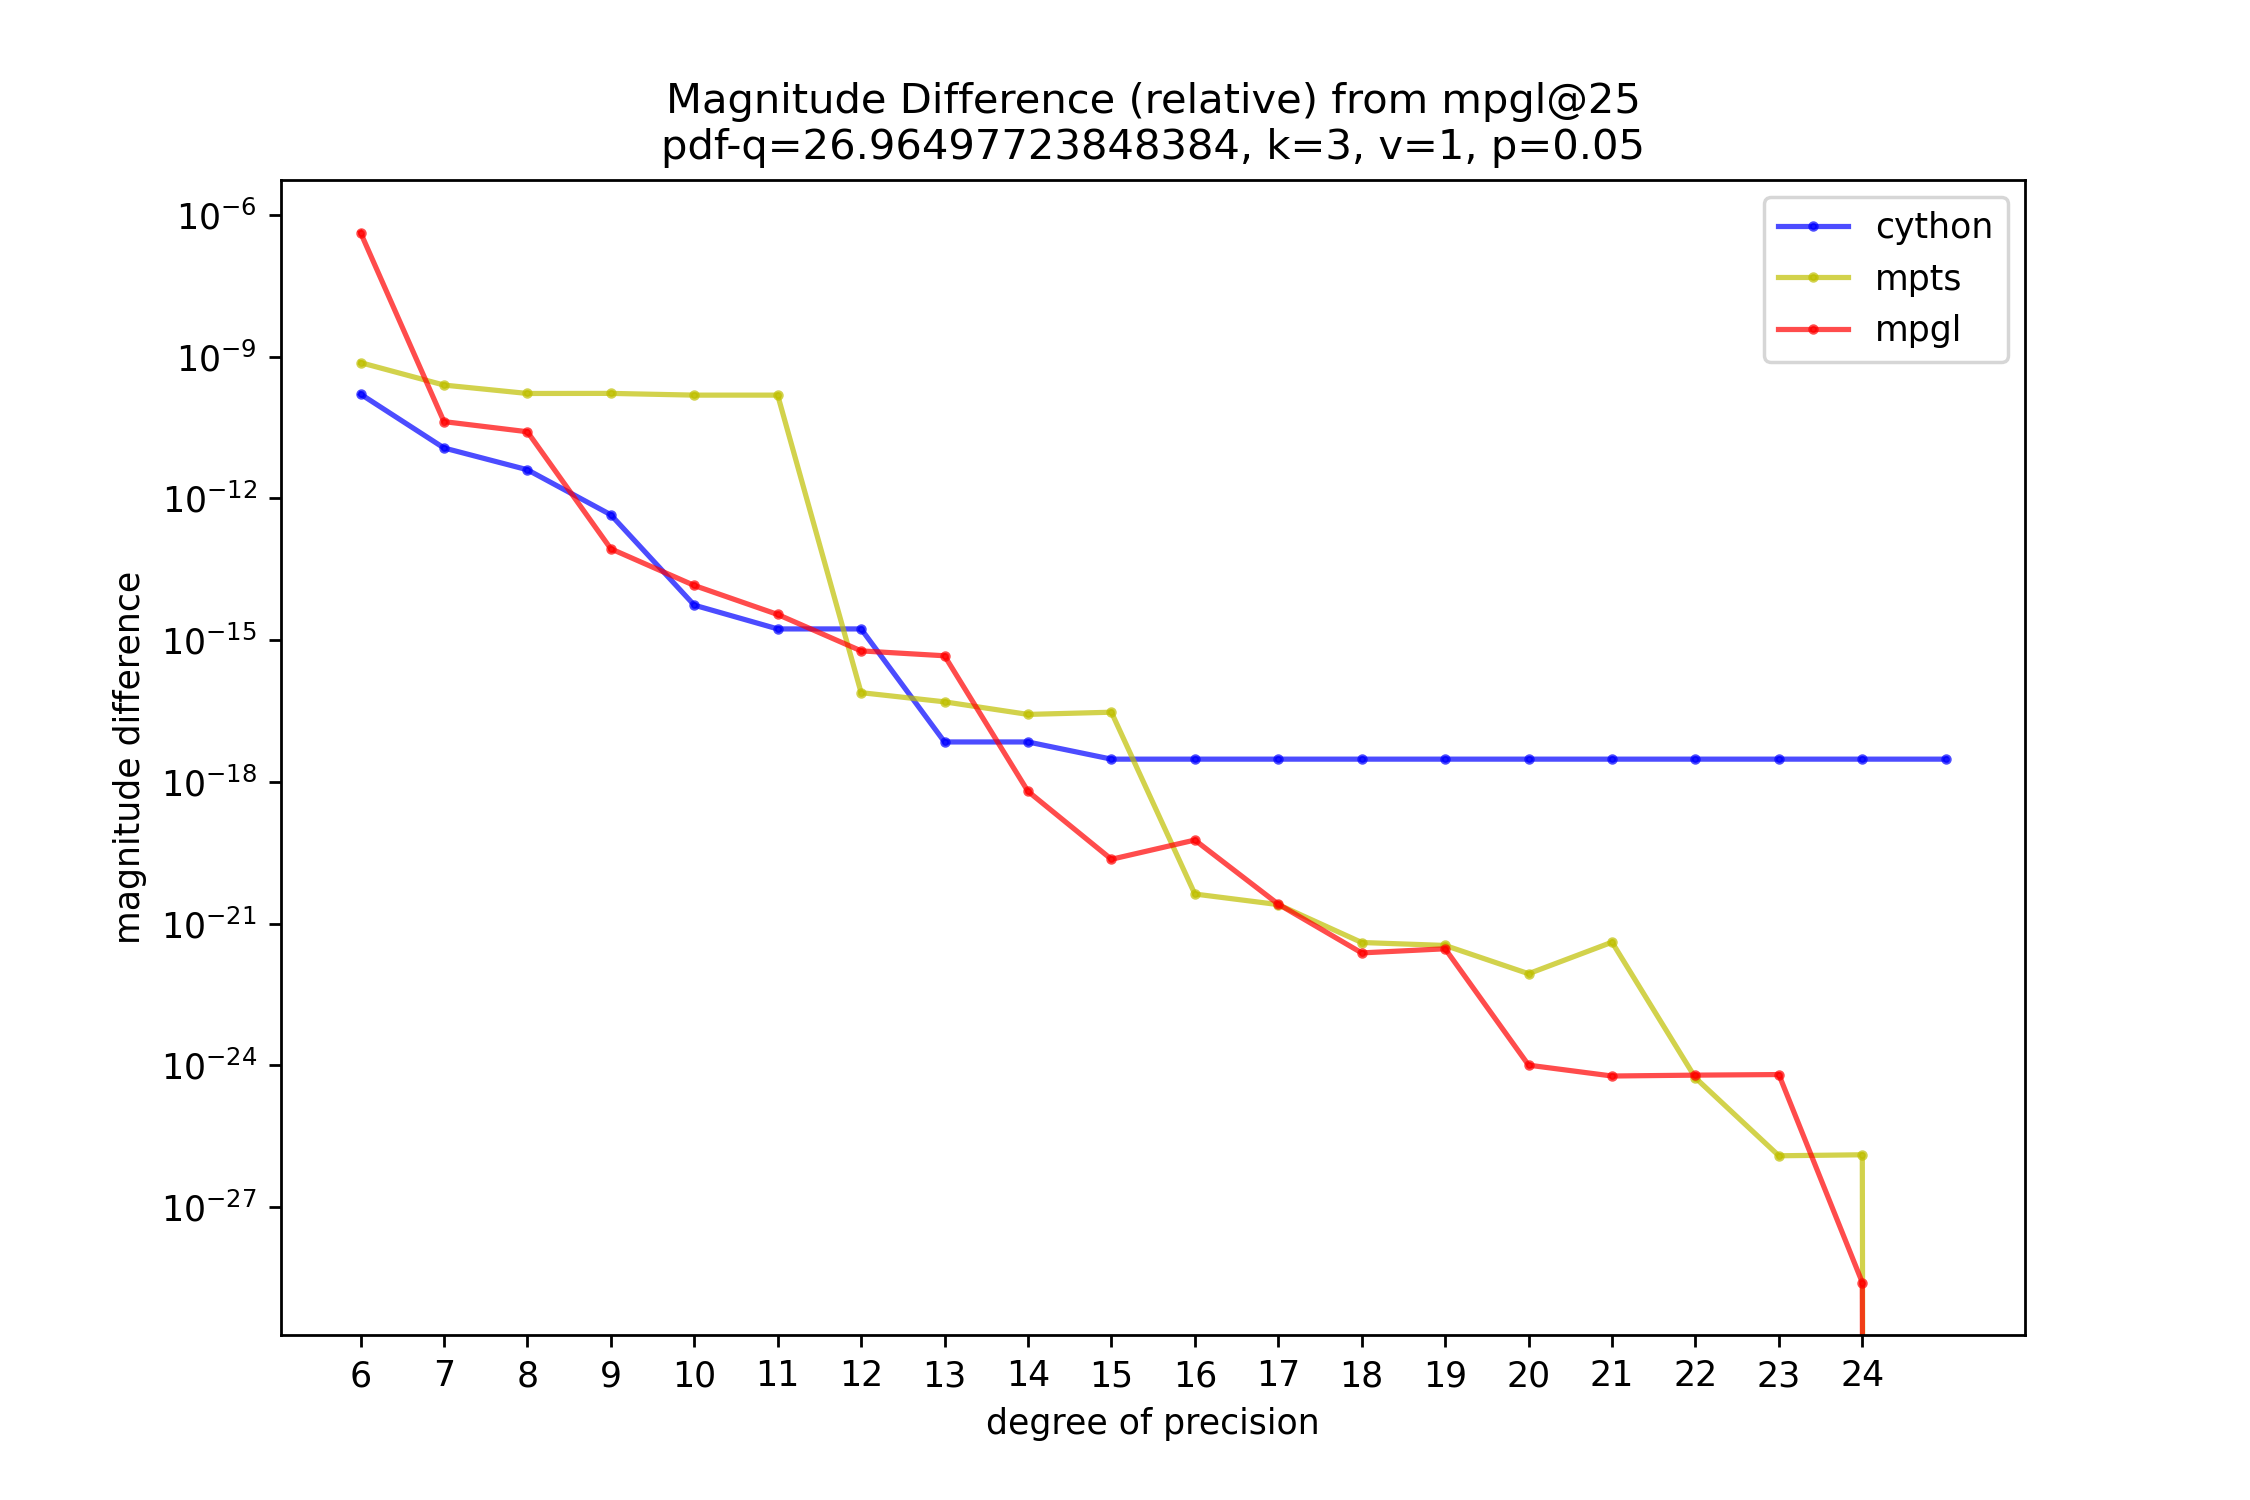 Magnitude Difference (relative) from mpgl@25
pdf-q=26.96497723848384, k=3, v=1, p=0.05
cython
mpts
mpgl
magnitude difference
10⁻⁶
10⁻⁹
10⁻¹²
10⁻¹⁵
10⁻¹⁸
10⁻²¹
10⁻²⁴
10⁻²⁷
6 7 8 9 10 11 12 13 14 15 16 17 18 19 20 21 22 23 24
degree of precision